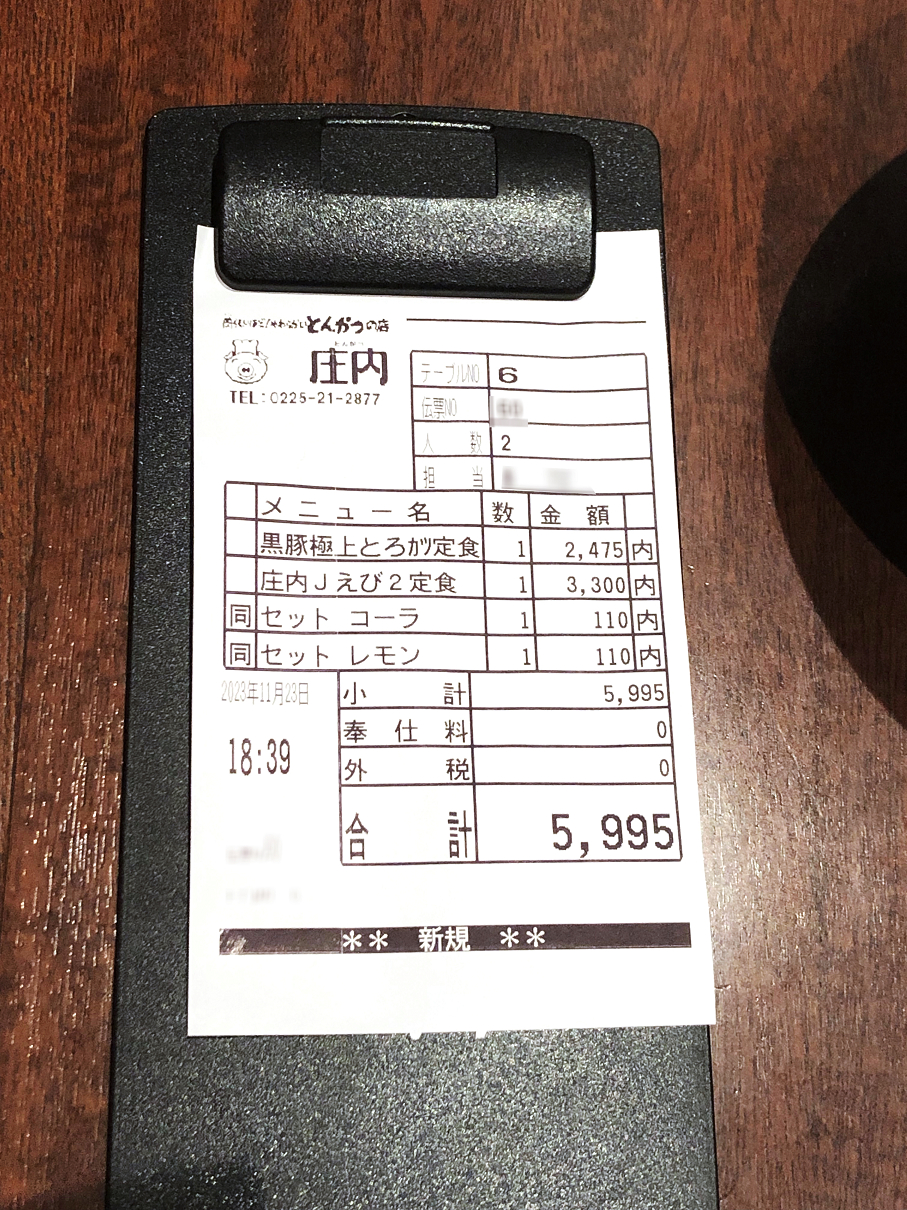 とんかつの店
とんかつ
庄内
TEL:0225-21-2877
テーブルNO 6
伝票NO
人数 2
担当
メニュー名 数 金額
黒豚極上とろカツ定食 1 2,475 内
庄内Jえび2定食 1 3,300 内
同 セット コーラ 1 110 内
同 セット レモン 1 110 内
2023年11月23日
小計 5,995
奉仕料 0
18:39
外税 0
合計 5,995
** 新規 **